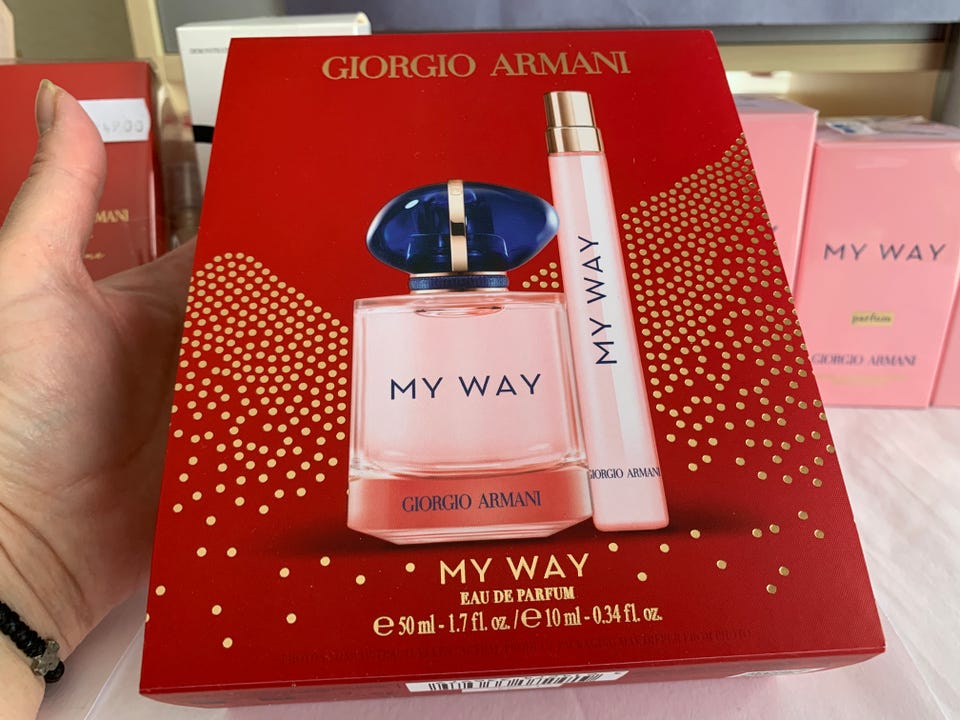 GIORGIO ARMANI
MY WAY
MY WAY
GIORGIO ARMANI
GIORGIO ARMANI
MY WAY
EAU DE PARFUM
℮ 50 ml - 1.7 fl. oz. / ℮ 10 ml - 0.34 fl. oz.
MANI
MY WAY
parfum
GIORGIO ARMANI